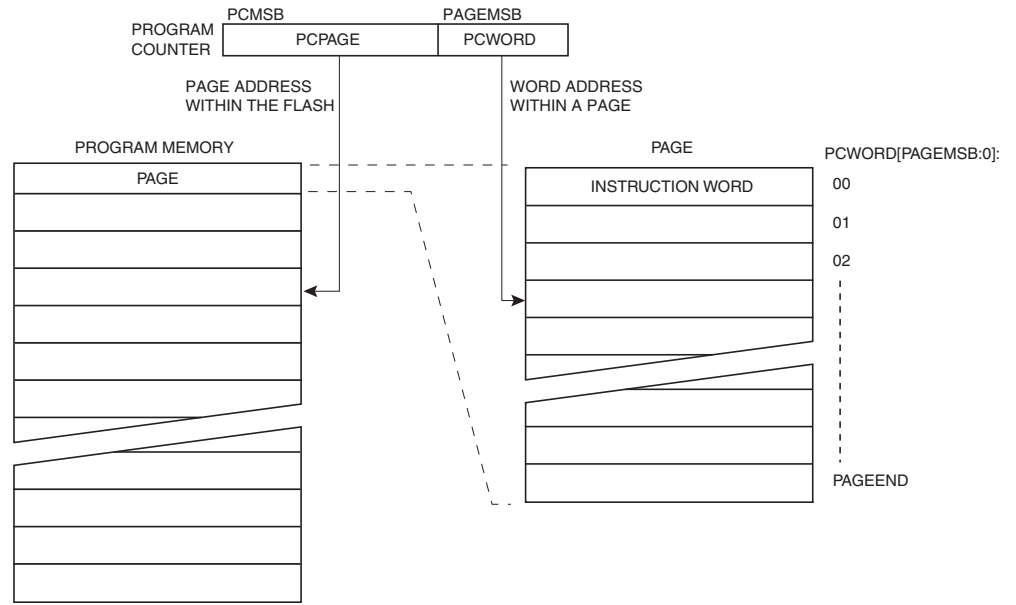 PCMSB PAGEMSB
PROGRAM COUNTER
PCPAGE PCWORD
PAGE ADDRESS
WITHIN THE FLASH
WORD ADDRESS
WITHIN A PAGE
PROGRAM MEMORY
PAGE
PAGE
PCWORD[PAGEMSB:0]:
INSTRUCTION WORD
00
01
02
PAGEEND